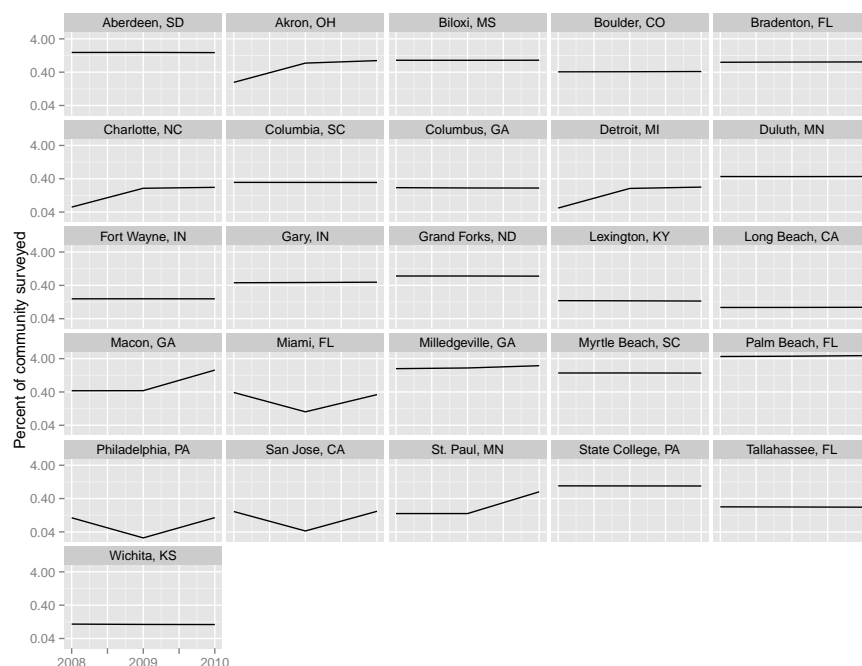 Percent of community surveyed
Aberdeen, SD
Akron, OH
Biloxi, MS
Boulder, CO
Bradenton, FL
4.00
0.40
0.04
Charlotte, NC
Columbia, SC
Columbus, GA
Detroit, MI
Duluth, MN
4.00
0.40
0.04
Fort Wayne, IN
Gary, IN
Grand Forks, ND
Lexington, KY
Long Beach, CA
4.00
0.40
0.04
Macon, GA
Miami, FL
Milledgeville, GA
Myrtle Beach, SC
Palm Beach, FL
4.00
0.40
0.04
Philadelphia, PA
San Jose, CA
St. Paul, MN
State College, PA
Tallahassee, FL
4.00
0.40
0.04
Wichita, KS
4.00
0.40
0.04
2008
2009
2010